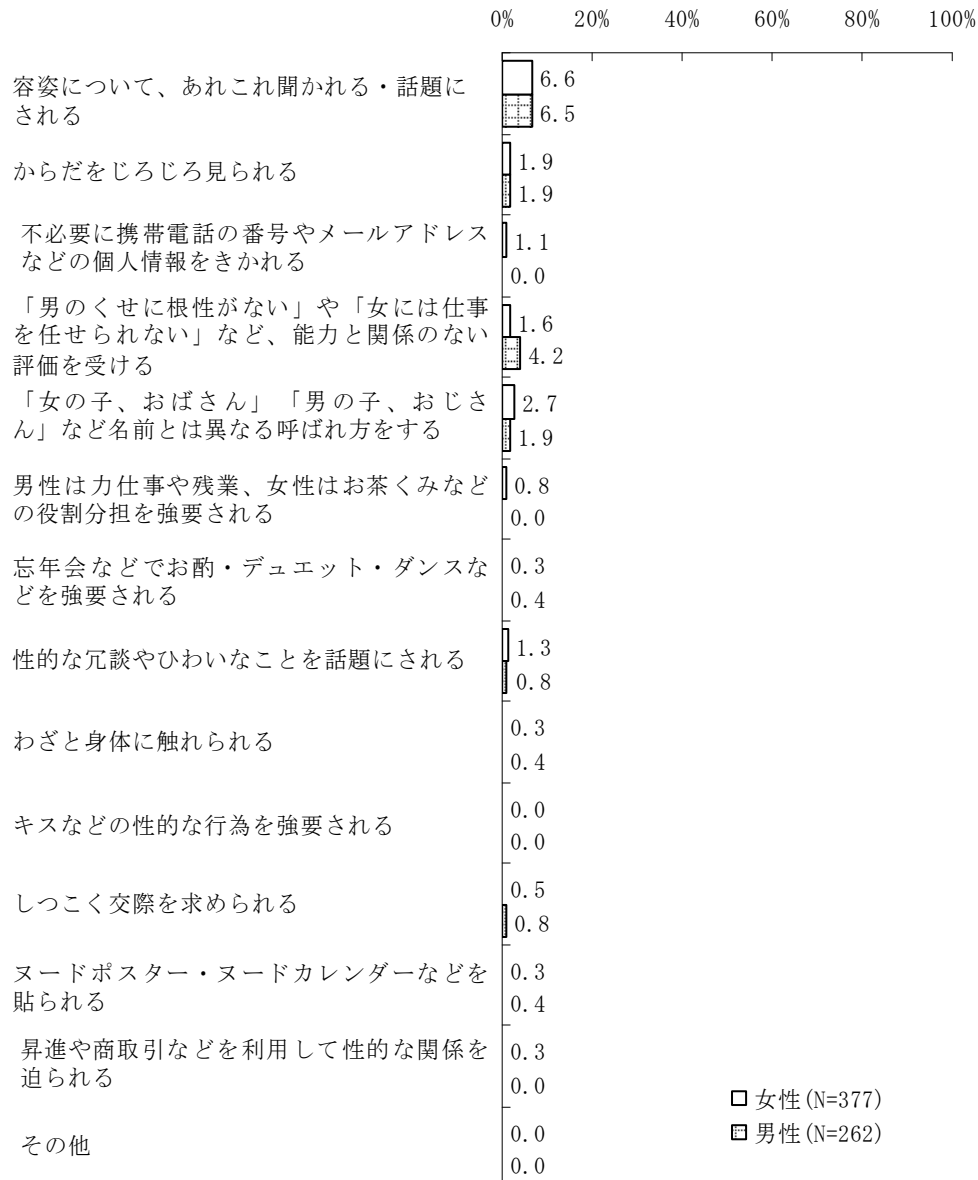 0% 20% 40% 60% 80% 100%
容姿について、あれこれ聞かれる・話題に
される
6.6
6.5
からだをじろじろ見られる
1.9
1.9
不必要に携帯電話の番号やメールアドレス
などの個人情報をきかれる
1.1
0.0
「男のくせに根性がない」や「女には仕事
を任せられない」など、能力と関係のない
評価を受ける
1.6
4.2
「女の子、おばさん」「男の子、おじさ
ん」など名前とは異なる呼ばれ方をする
2.7
1.9
男性は力仕事や残業、女性はお茶くみなど
の役割分担を強要される
0.8
0.0
忘年会などでお酌・デュエット・ダンスな
どを強要される
0.3
0.4
性的な冗談やひわいなことを話題にされる
1.3
0.8
わざと身体に触れられる
0.3
0.4
キスなどの性的な行為を強要される
0.0
0.0
しつこく交際を求められる
0.5
0.8
ヌードポスター・ヌードカレンダーなどを
貼られる
0.3
0.4
昇進や商取引などを利用して性的な関係を
迫られる
0.3
0.0
その他
0.0
0.0
女性(N=377)
男性(N=262)